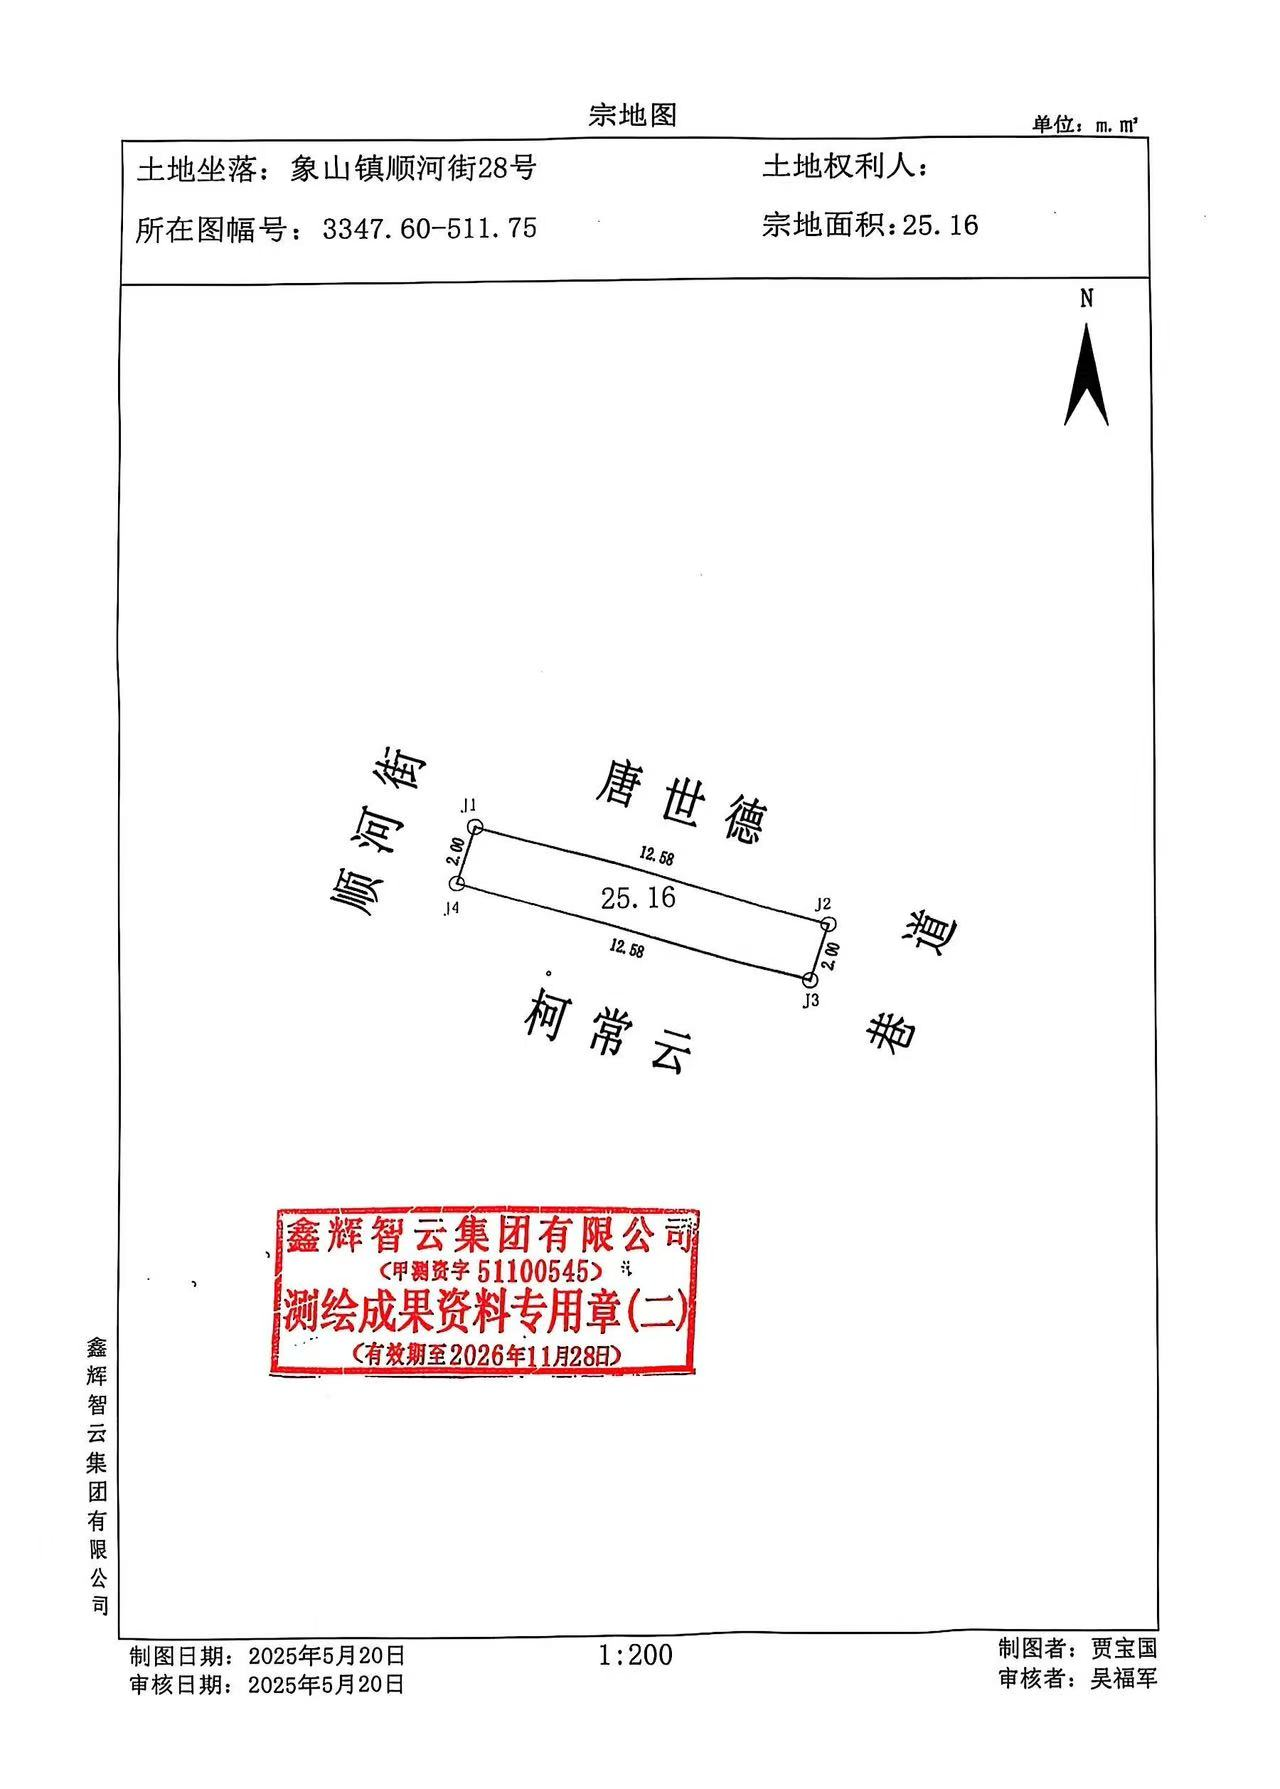 宗地图
单位：m.㎡
土地坐落：象山镇顺河街28号
土地权利人：
所在图幅号：3347.60-511.75
宗地面积:25.16
N
顺河街
唐世德
J1
2.00
12.58
25.16
J2
J4
12.58
2.00
J3
巷道
柯常云
鑫辉智云集团有限公司
（甲测资字51100545）
测绘成果资料专用章(二)
（有效期至2026年11月28日）
鑫辉智云集团有限公司
制图日期：2025年5月20日
1:200
制图者：贾宝国
审核日期：2025年5月20日
审核者：吴福军